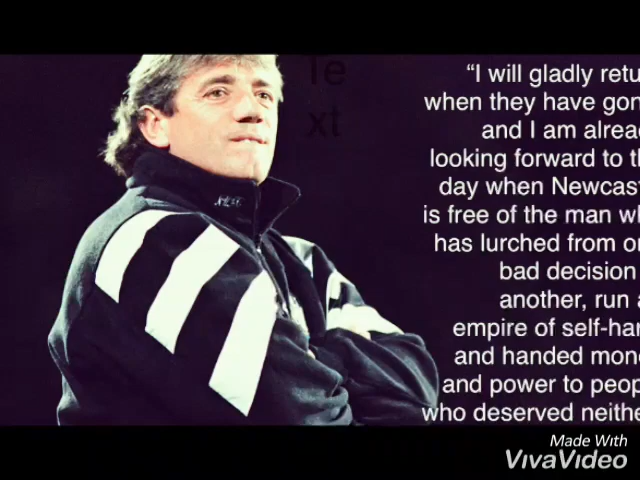 Te
xt
“I will gladly retu
when they have gon
and I am alread
looking forward to th
day when Newcast
is free of the man wh
has lurched from on
bad decision
another, run a
empire of self-har
and handed mone
and power to peop
who deserved neithe
Made With
VivaVideo